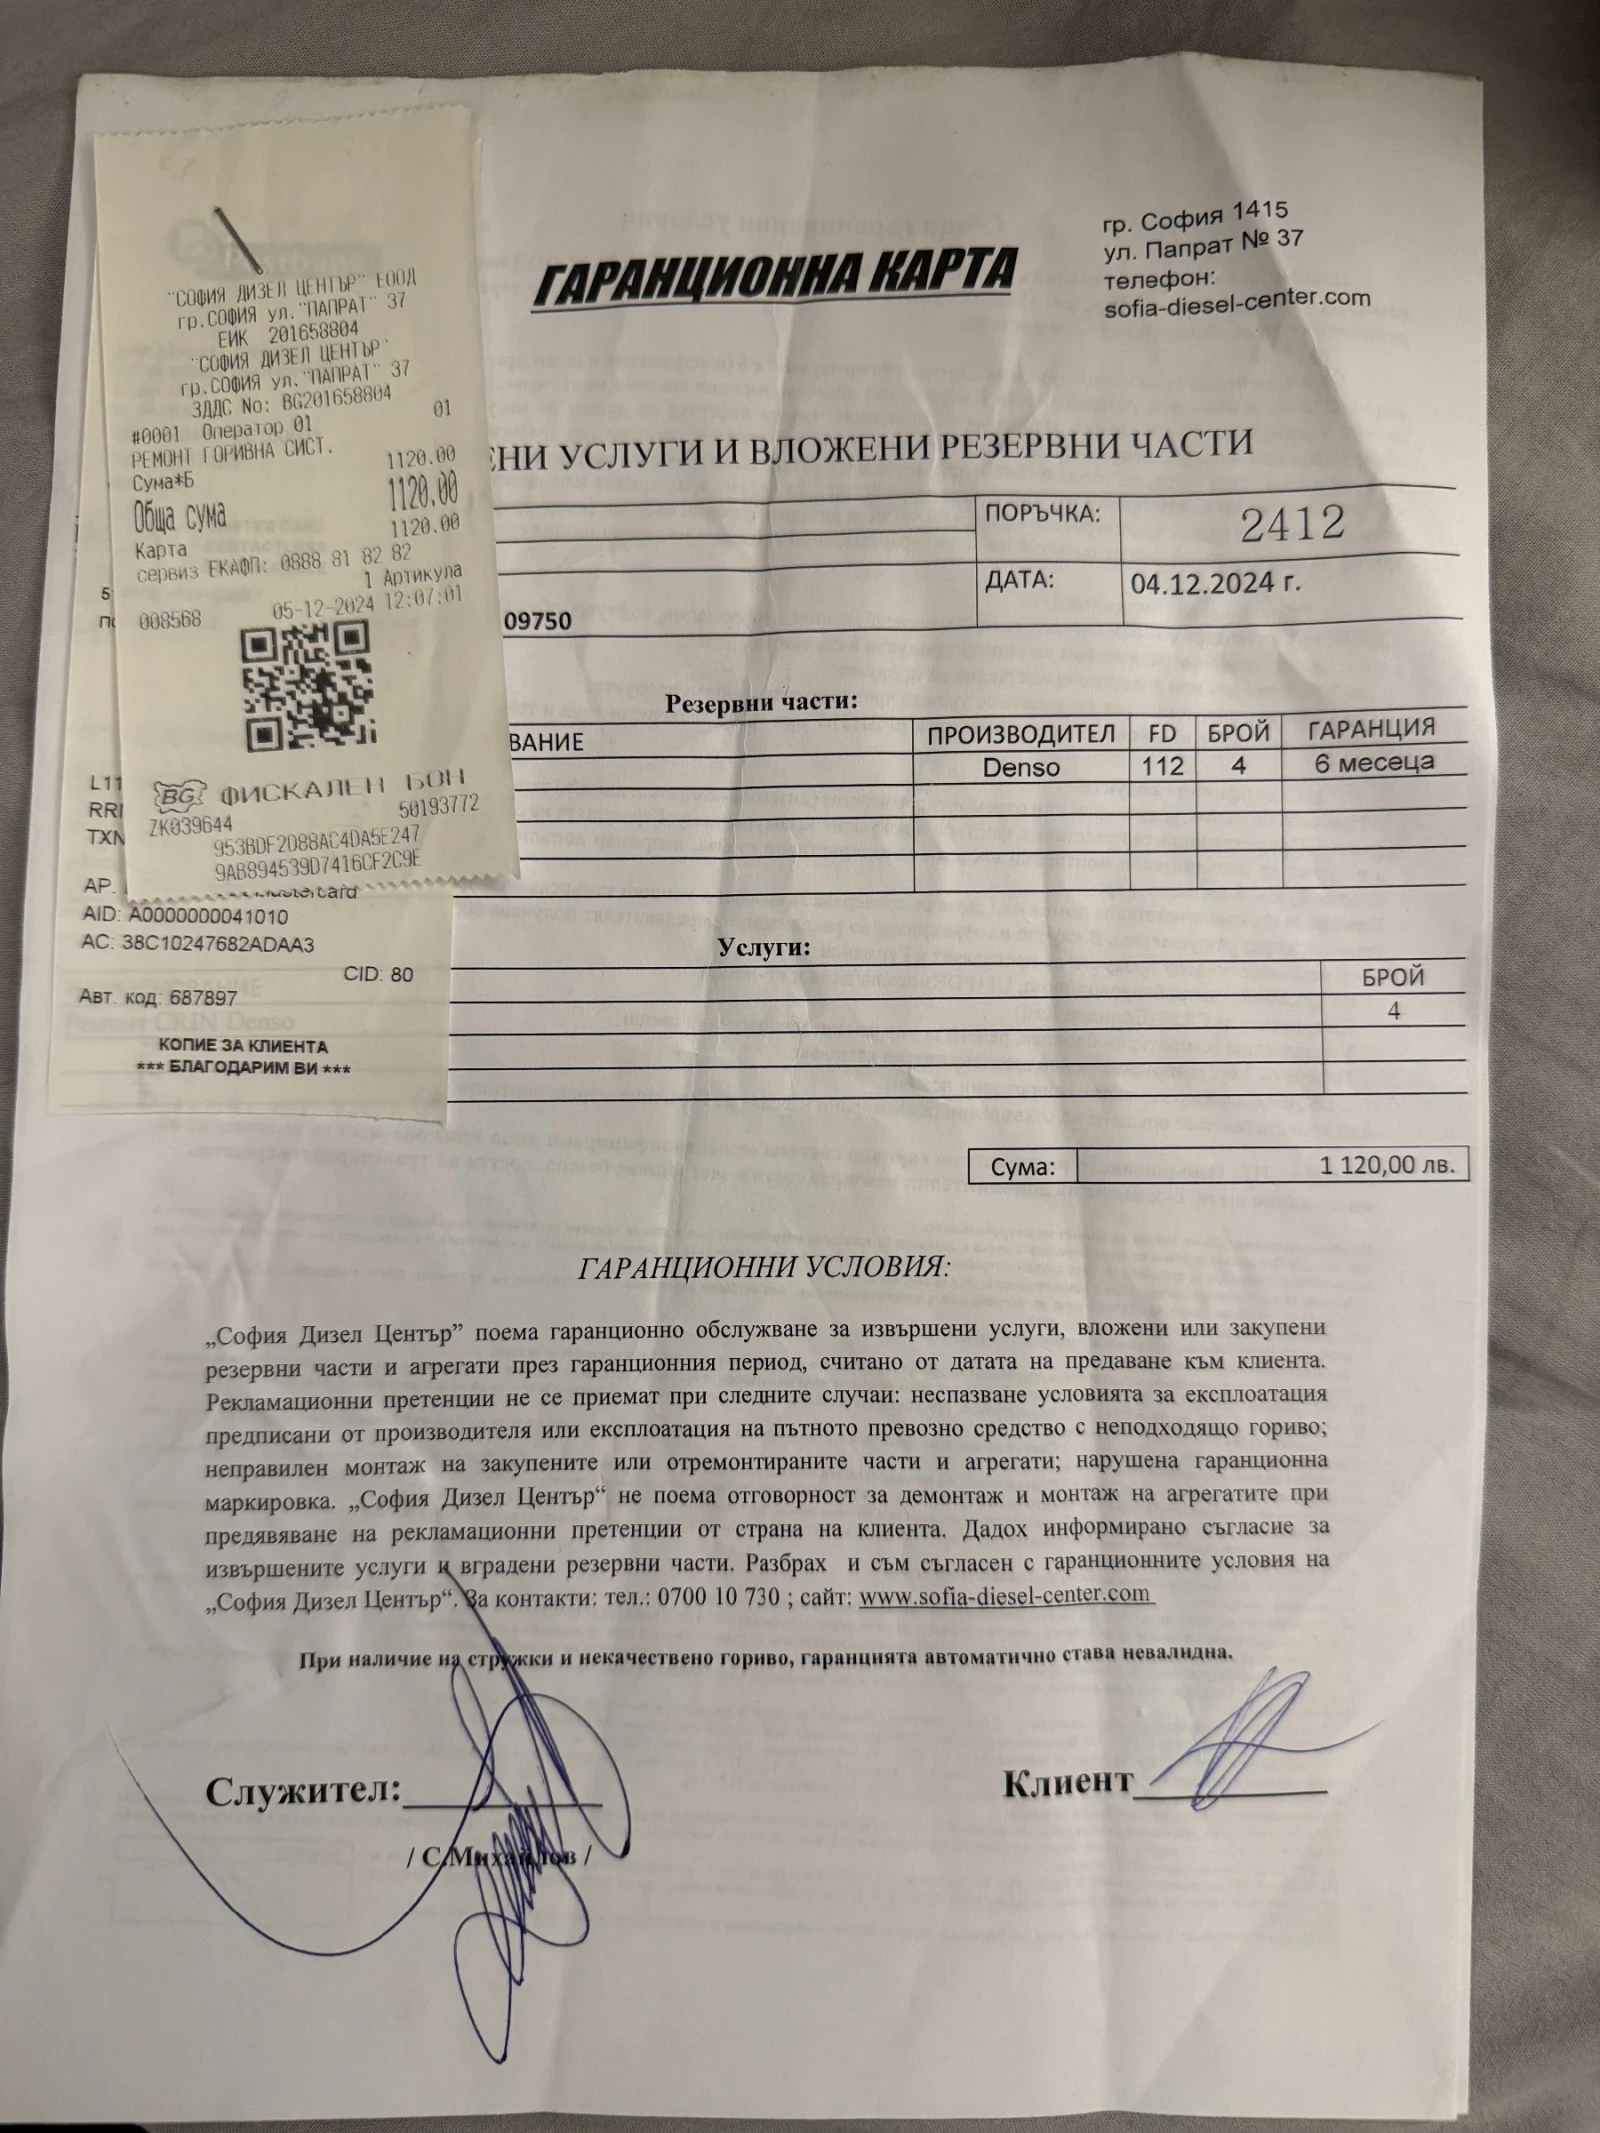 "СОФИЯ ДИЗЕЛ ЦЕНТЪР" ЕООД
гр.СОФИЯ ул."ПАПРАТ" 37
ЕИК 201658804
"СОФИЯ ДИЗЕЛ ЦЕНТЪР"
гр.СОФИЯ ул."ПАПРАТ" 37
ЗДДС No: BG201658804
#0001 Оператор 01 01
РЕМОНТ ГОРИВНА СИСТ.
Сума*Б 1120.00
Обща сума 1120.00
Карта 1120.00
сервиз ЕКАФП: 0888 81 82 82
1 Артикула
008568 05-12-2024 12:07:01
BG ФИСКАЛЕН БОН
ZK039644 50193772
953BDF2D88AC4DA5E247
9AB894539D7416CF2C9E
L11
RR
TXN
AP.
AID: A0000000041010
AC: 38C10247682ADAA3
CID: 80
Авт. код: 687897
Ремонт CRIN Denso
КОПИЕ ЗА КЛИЕНТА
*** БЛАГОДАРИМ ВИ ***
ГАРАНЦИОННА КАРТА
гр. София 1415
ул. Папрат № 37
телефон:
sofia-diesel-center.com
ЕНИ УСЛУГИ И ВЛОЖЕНИ РЕЗЕРВНИ ЧАСТИ
ПОРЪЧКА: 2412
ДАТА: 04.12.2024 г.
09750
Резервни части:
ВАНИЕ ПРОИЗВОДИТЕЛ FD БРОЙ ГАРАНЦИЯ
Denso 112 4 6 месеца
Услуги:
БРОЙ
4
Сума: 1 120,00 лв.
ГАРАНЦИОННИ УСЛОВИЯ:
„София Дизел Център” поема гаранционно обслужване за извършени услуги, вложени или закупени
резервни части и агрегати през гаранционния период, считано от датата на предаване към клиента.
Рекламационни претенции не се приемат при следните случаи: неспазване условията за експлоатация
предписани от производителя или експлоатация на пътното превозно средство с неподходящо гориво;
неправилен монтаж на закупените или отремонтираните части и агрегати; нарушена гаранционна
маркировка. „София Дизел Център“ не поема отговорност за демонтаж и монтаж на агрегатите при
предявяване на рекламационни претенции от страна на клиента. Дадох информирано съгласие за
извършените услуги и вградени резервни части. Разбрах и съм съгласен с гаранционните условия на
„София Дизел Център“. За контакти: тел.: 0700 10 730 ; сайт: www.sofia-diesel-center.com
При наличие на стружки и некачествено гориво, гаранцията автоматично става невалидна.
Служител: Клиент
/ С.Михайлов /